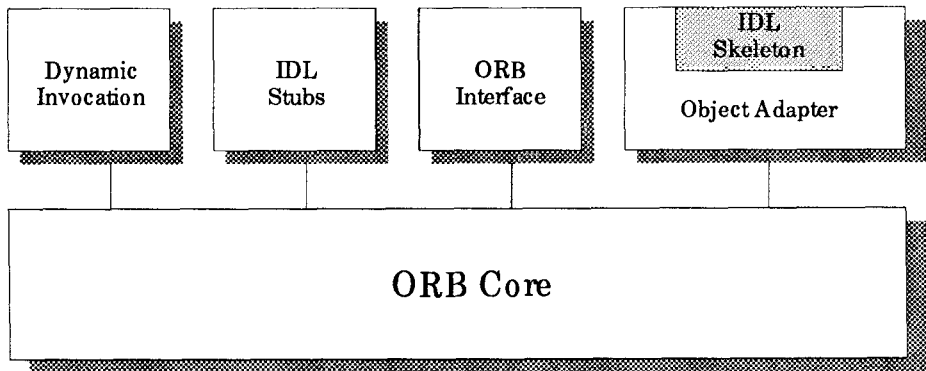 Dynamic
Invocation
IDL
Stubs
ORB
Interface
IDL
Skeleton
Object Adapter
ORB Core